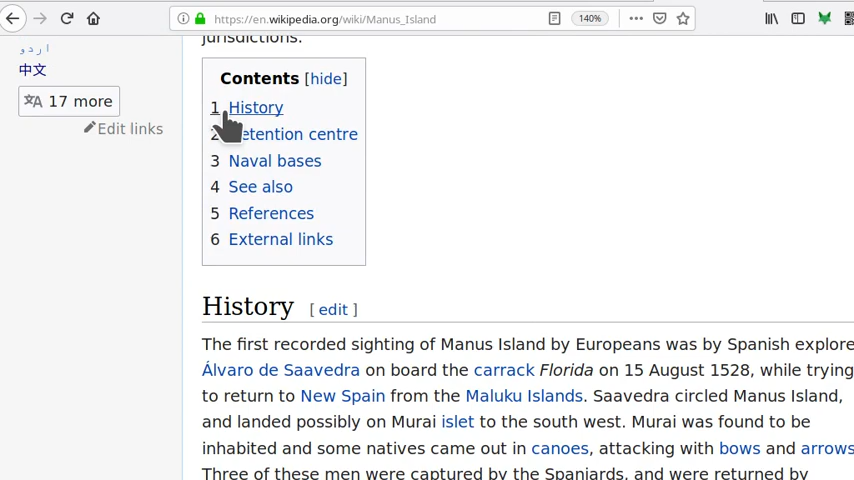 https://en.wikipedia.org/wiki/Manus_Island
140%
اردو
中文
17 more
Edit links
jurisdictions.
Contents [hide]
1 History
2 Detention centre
3 Naval bases
4 See also
5 References
6 External links
History [ edit ]
The first recorded sighting of Manus Island by Europeans was by Spanish explore
Álvaro de Saavedra on board the carrack Florida on 15 August 1528, while trying
to return to New Spain from the Maluku Islands. Saavedra circled Manus Island,
and landed possibly on Murai islet to the south west. Murai was found to be
inhabited and some natives came out in canoes, attacking with bows and arrows
Three of these men were captured by the Spaniards, and were returned by